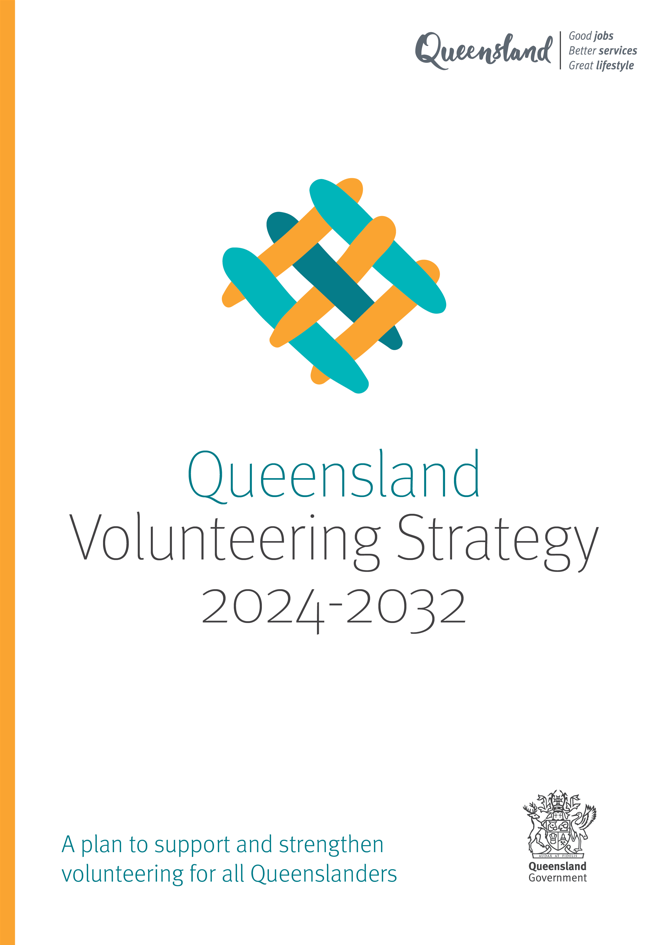 Queensland
Good jobs
Better services
Great lifestyle
Queensland
Volunteering Strategy
2024-2032
A plan to support and strengthen
volunteering for all Queenslanders
Queensland
Government